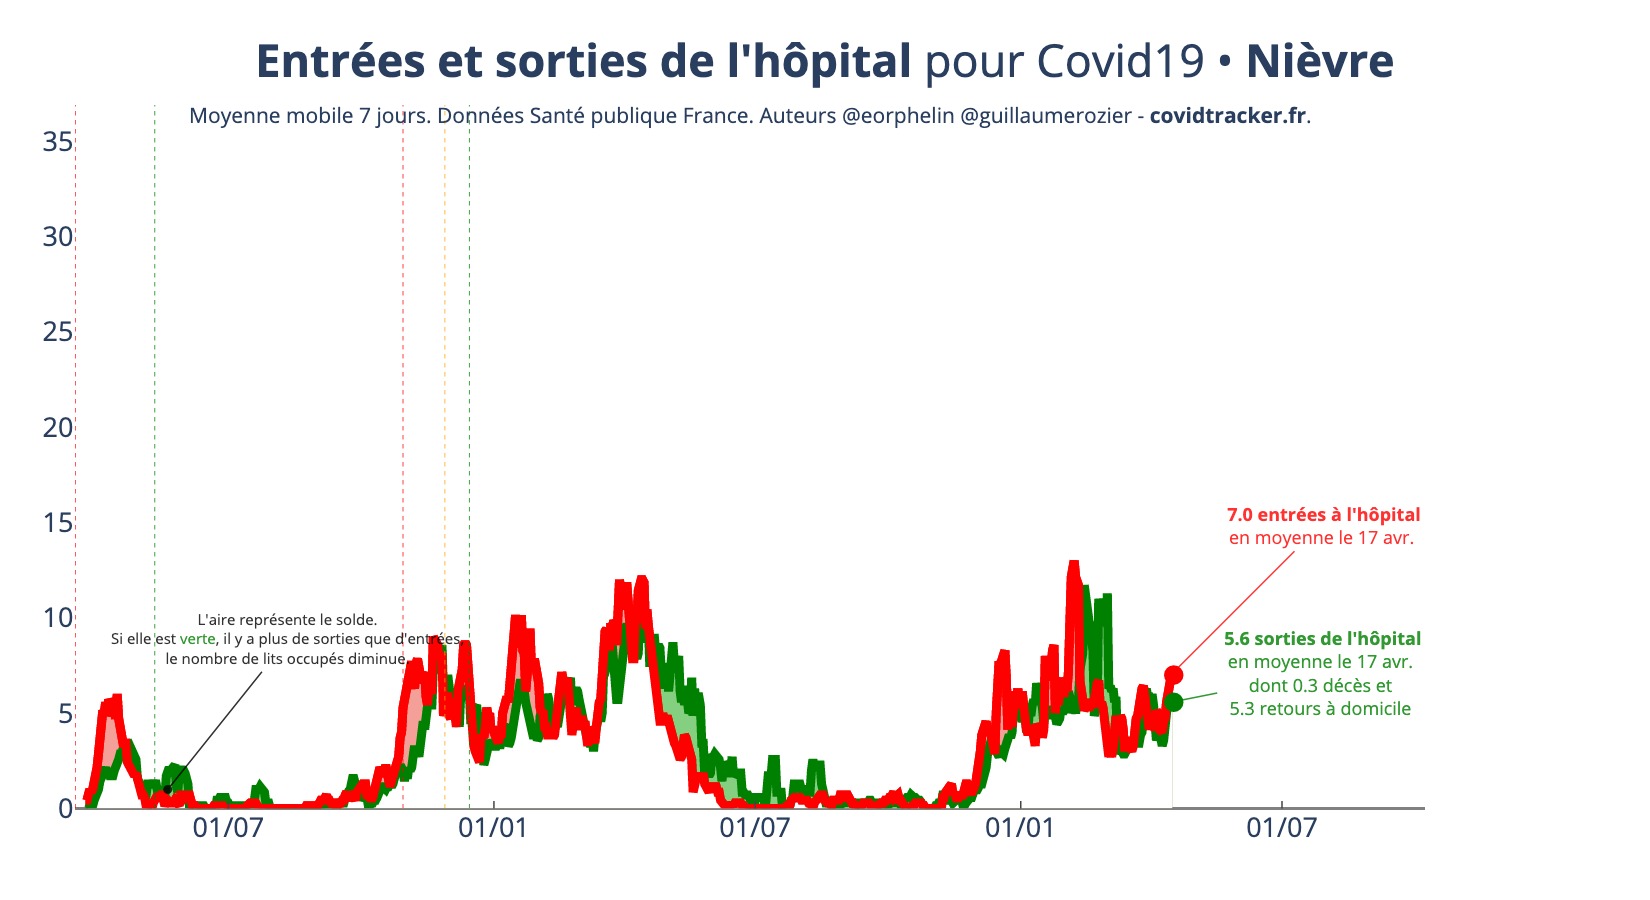 Entrées et sorties de l'hôpital pour Covid19 • Nièvre
Moyenne mobile 7 jours. Données Santé publique France. Auteurs @eorphelin @guillaumerozier - covidtracker.fr.
35
30
25
20
15
10
5
0
L'aire représente le solde.
Si elle est verte, il y a plus de sorties que d'entrées,
le nombre de lits occupés diminue.
7.0 entrées à l'hôpital
en moyenne le 17 avr.
5.6 sorties de l'hôpital
en moyenne le 17 avr.
dont 0.3 décès et
5.3 retours à domicile
01/07
01/01
01/07
01/01
01/07